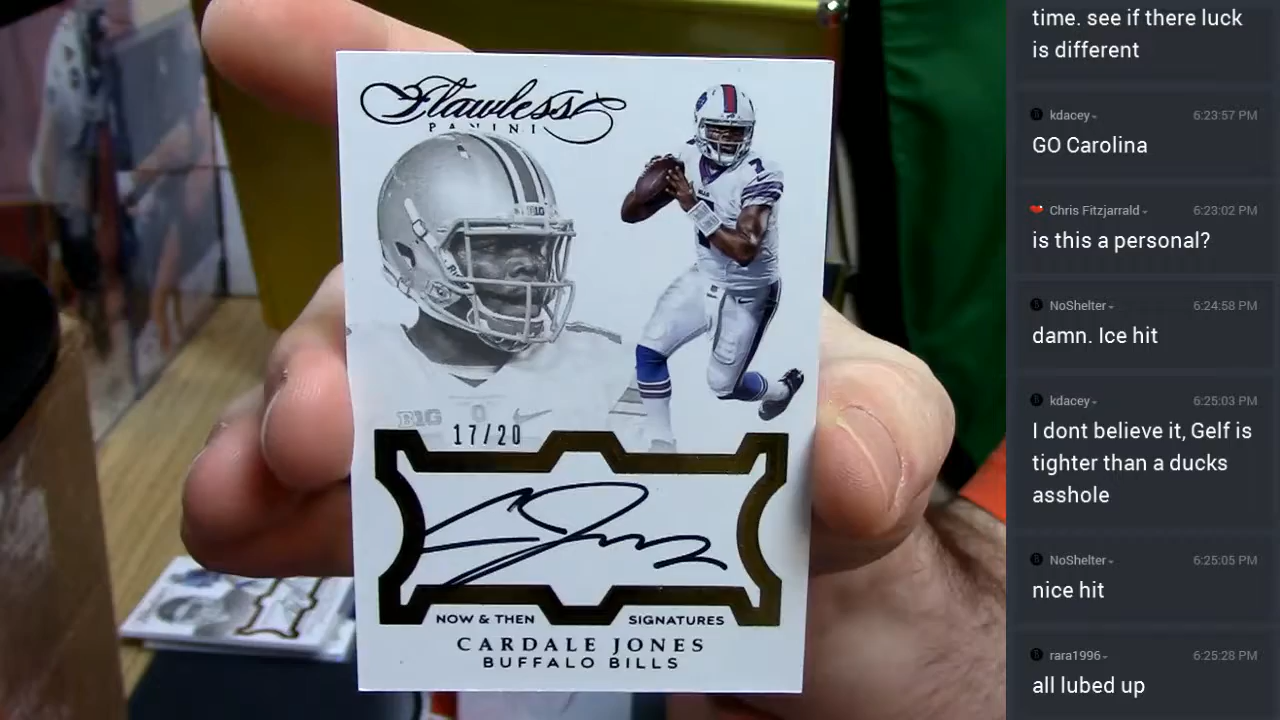 Flawless
PANINI
B1G
7
17/20
NOW & THEN SIGNATURES
CARDALE JONES
BUFFALO BILLS
time. see if there luck
is different
kdacey 6:23:57 PM
GO Carolina
Chris Fitzjarrald 6:23:02 PM
is this a personal?
NoShelter 6:24:58 PM
damn. Ice hit
kdacey 6:25:03 PM
I dont believe it, Gelf is
tighter than a ducks
asshole
NoShelter 6:25:05 PM
nice hit
rara1996 6:25:28 PM
all lubed up